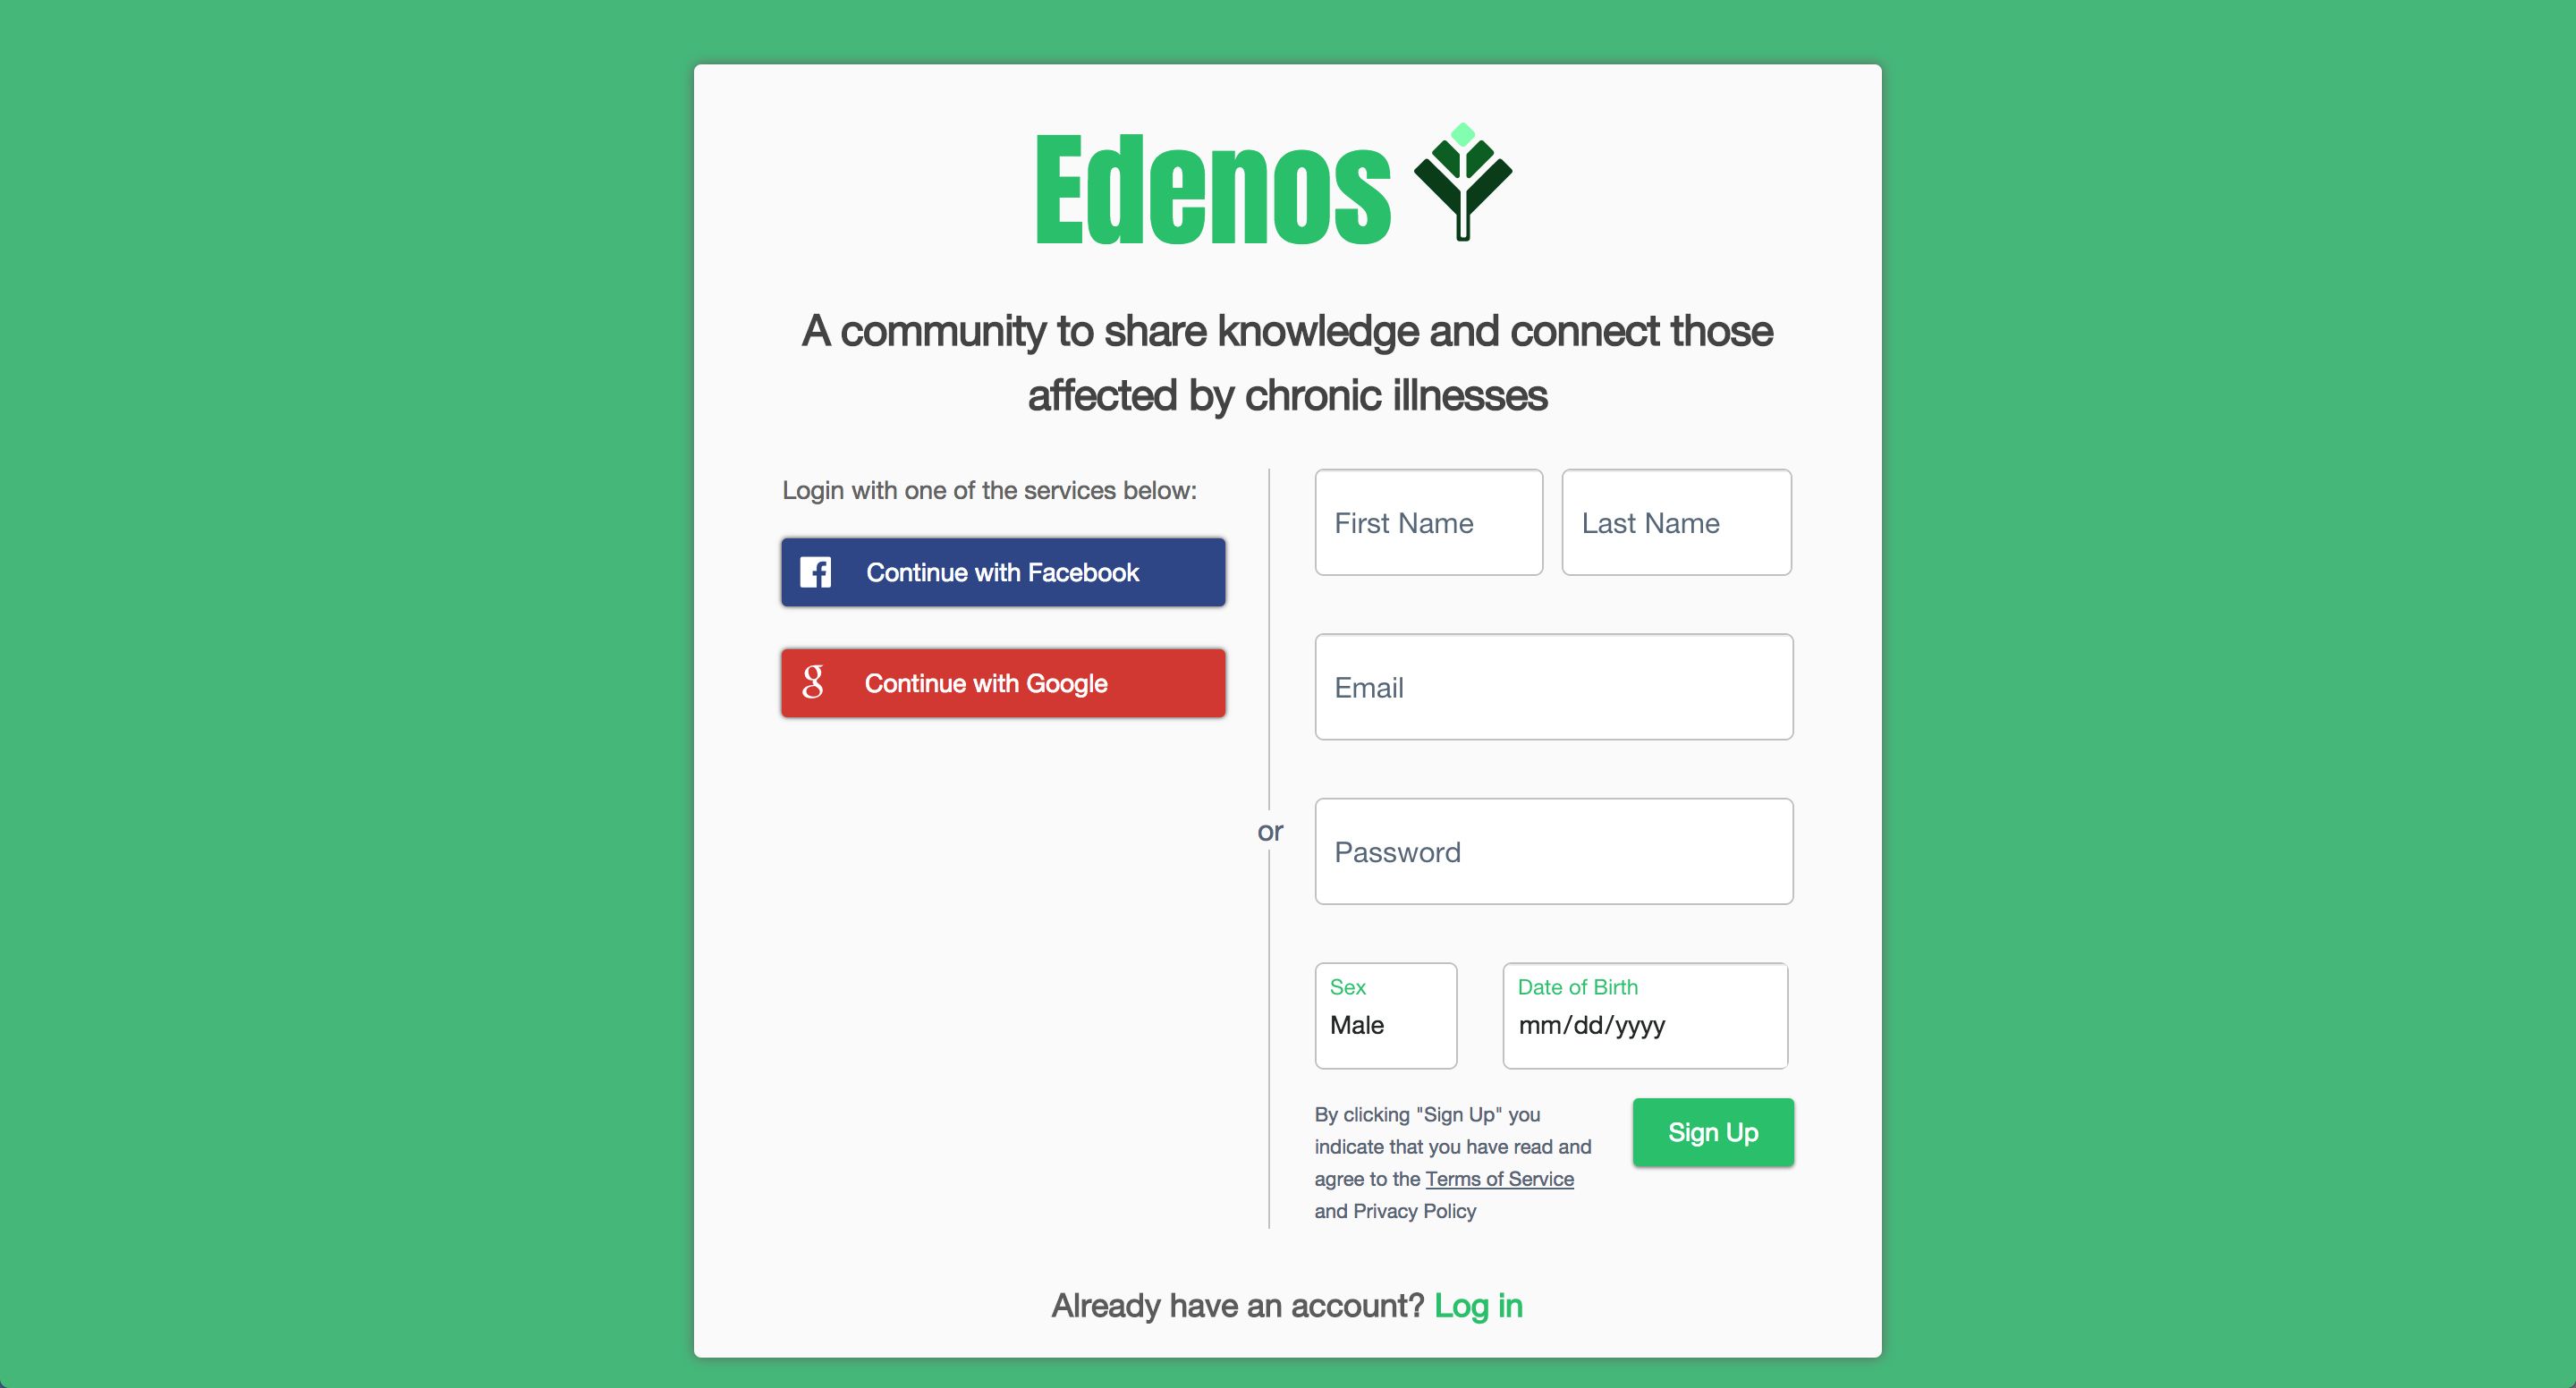 Edenos
A community to share knowledge and connect those
affected by chronic illnesses
Login with one of the services below:
Continue with Facebook
Continue with Google
or
First Name
Last Name
Email
Password
Sex
Male
Date of Birth
mm/dd/yyyy
By clicking "Sign Up" you
indicate that you have read and
agree to the Terms of Service
and Privacy Policy
Sign Up
Already have an account? Log in